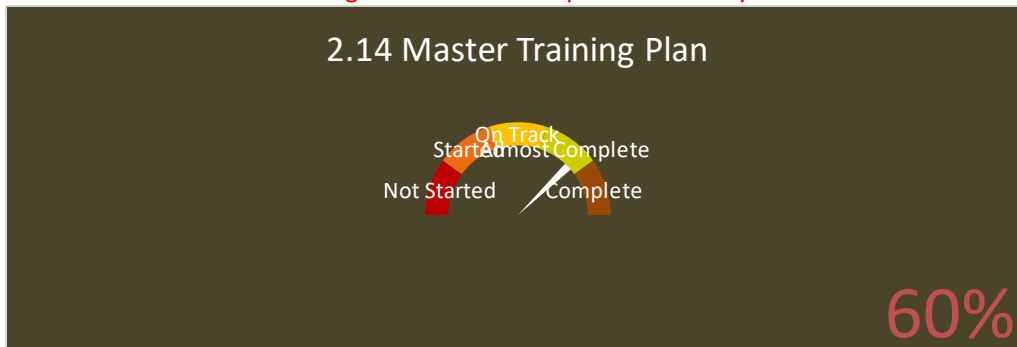 2.14 Master Training Plan
On Track
Started
Almost Complete
Not Started
Complete
60%